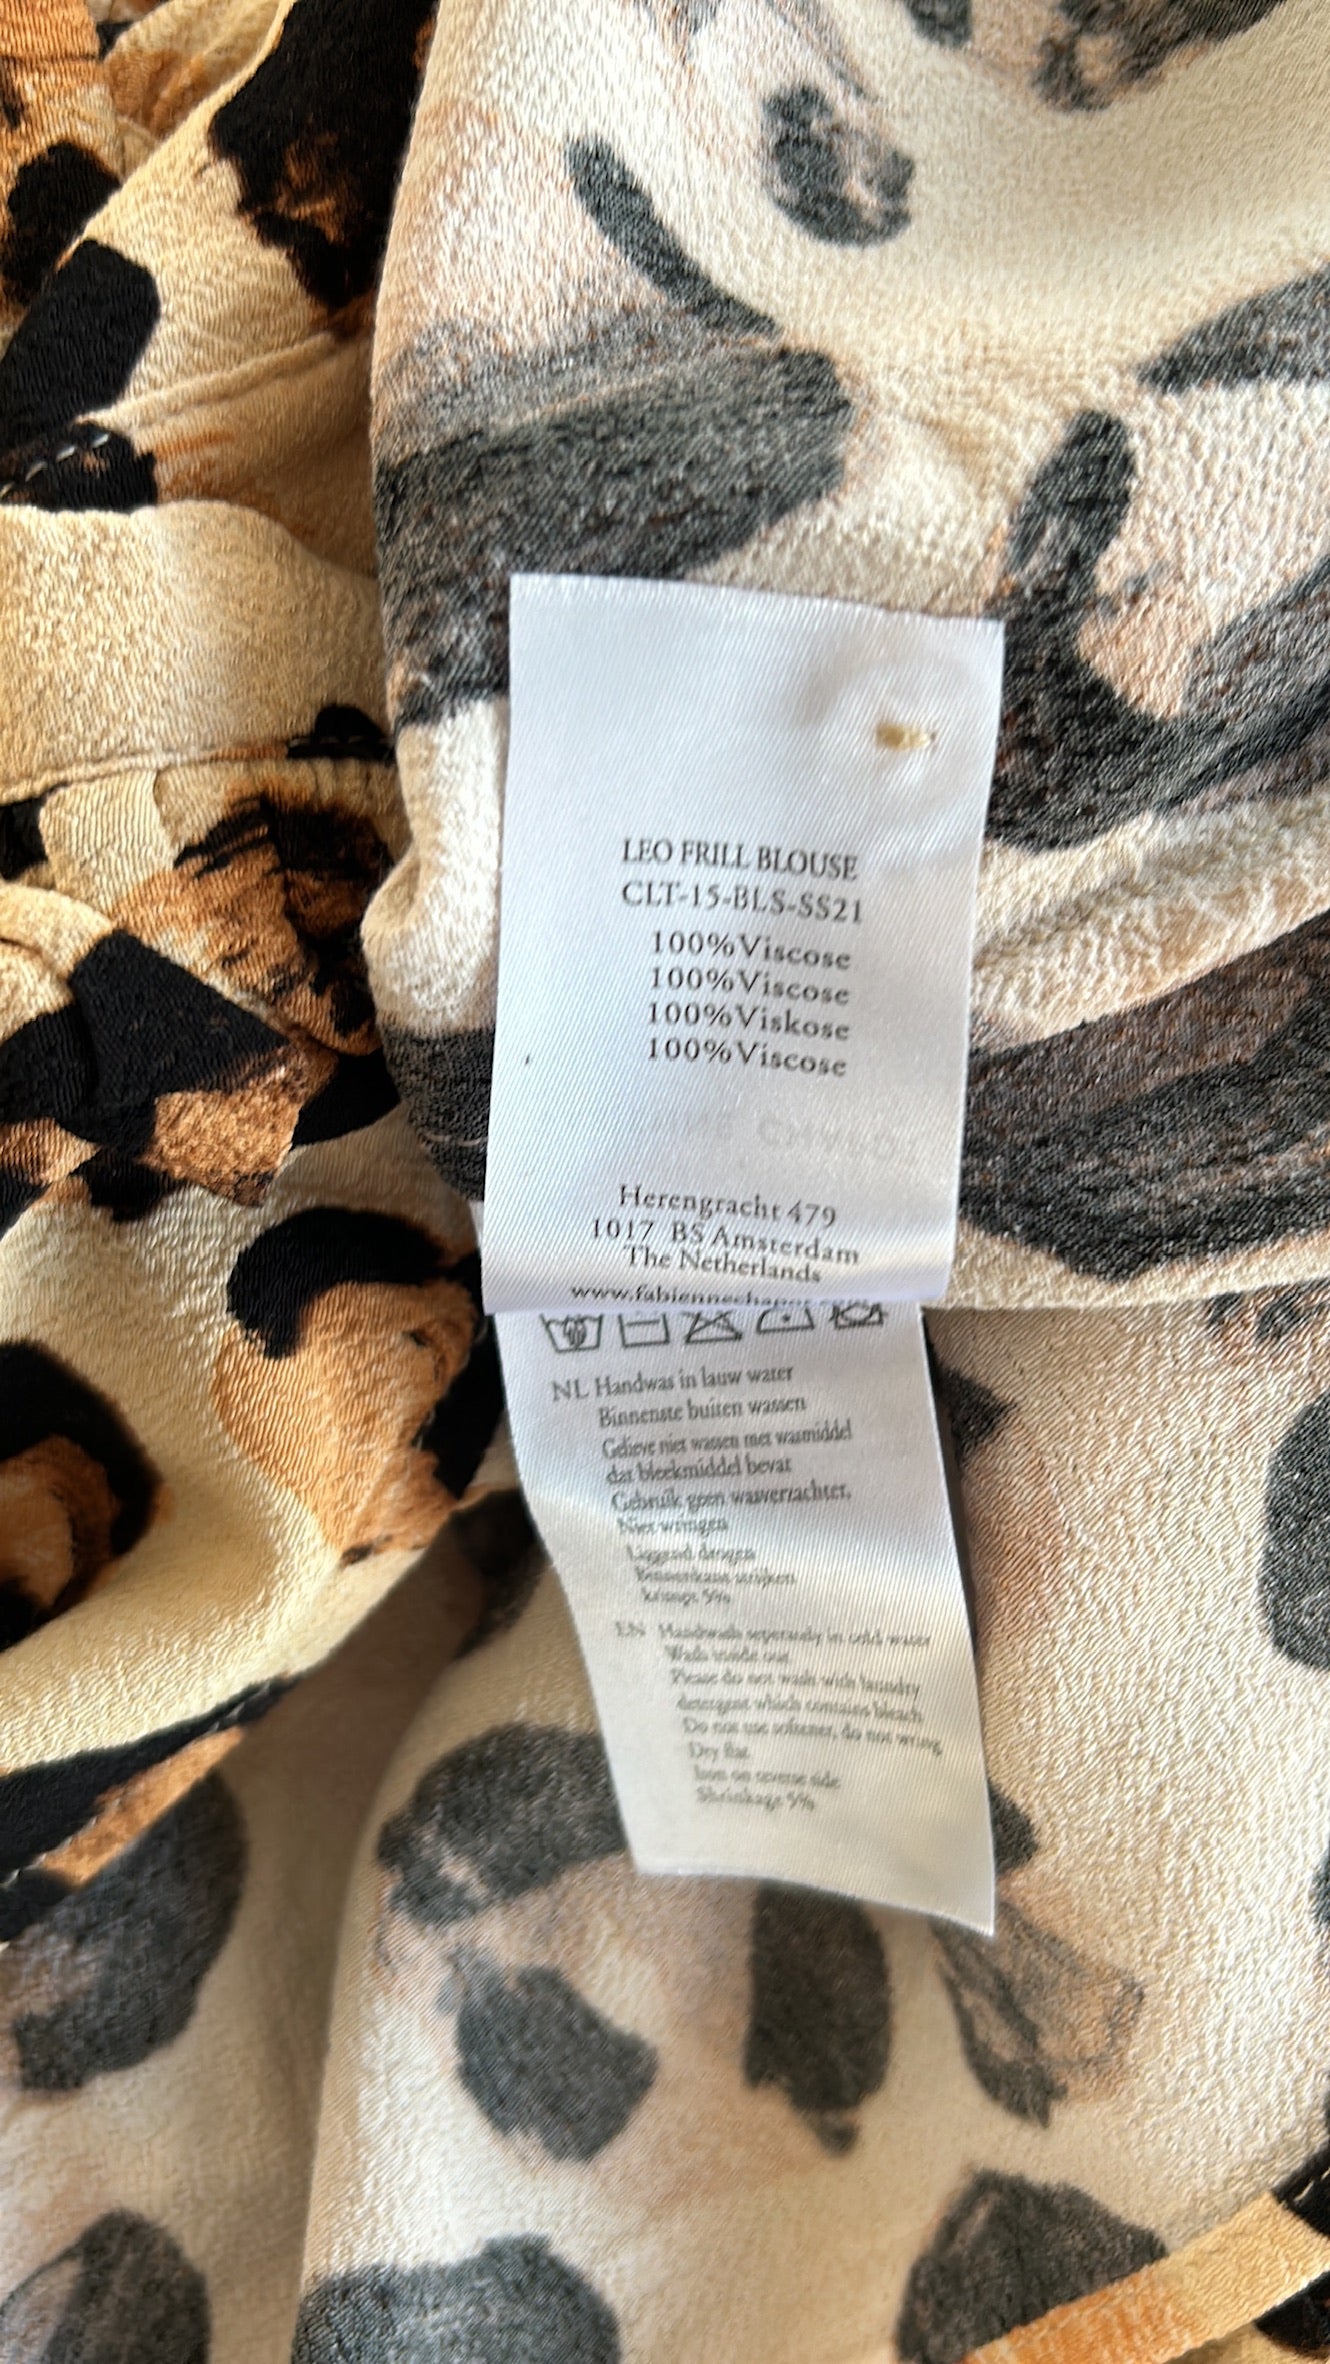 LEO FRILL BLOUSE
CLT-15-BLS-SS21
100%Viscose
100%Viscose
100%Viskose
100%Viscose
Herengracht 479
1017 BS Amsterdam
The Netherlands
NL Handwas in lauw water
Binnenste buiten wassen
Gelieve niet wassen met wasmiddel
dat bleekmiddel bevat
Gebruik geen wasverzachter,
Niet wringen
Liggend drogen
Binnenkant strijken
krimpt 5%
EN Handwash seperately in cold water
Wash inside out
Please do not wash with laundry
detergent which contains bleach
Do not use softener, do not wring
Dry flat
Iron on reverse side
Shrinkage 5%